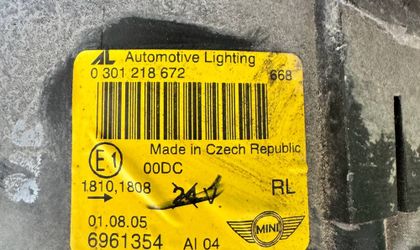 AL Automotive Lighting
0 301 218 672 668
Made in Czech Republic
E1 00DC
1810,1808 24V RL
01.08.05 MINI
6961354 AI 04